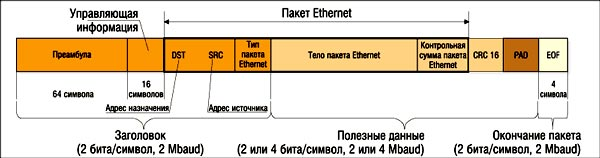 Управляющая
информация
Пакет Ethernet
Преамбула
DST
SRC
Тип
пакета
Ethernet
Тело пакета Ethernet
Контрольная
сумма пакета
Ethernet
CRC 16
PAD
EOF
64 символа
16
символов
Адрес назначения
Адрес источника
4
символа
Заголовок
(2 бита/символ, 2 Mbaud)
Полезные данные
(2 или 4 бита/символ, 2 или 4 Mbaud)
Окончание пакета
(2 бита/символ, 2 Mbaud)